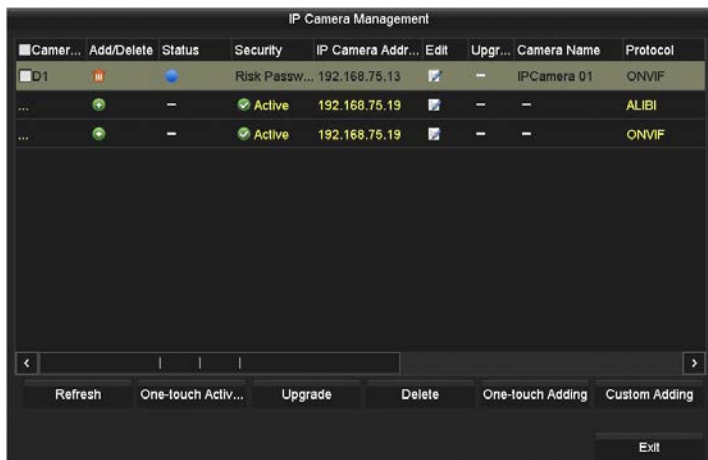 IP Camera Management
Camer... Add/Delete Status Security IP Camera Addr... Edit Upgr... Camera Name Protocol
D1 Risk Passw... 192.168.75.13 – IPCamera 01 ONVIF
... – Active 192.168.75.19 – – ALIBI
... – Active 192.168.75.19 – – ONVIF
Refresh One-touch Activ... Upgrade Delete One-touch Adding Custom Adding
Exit